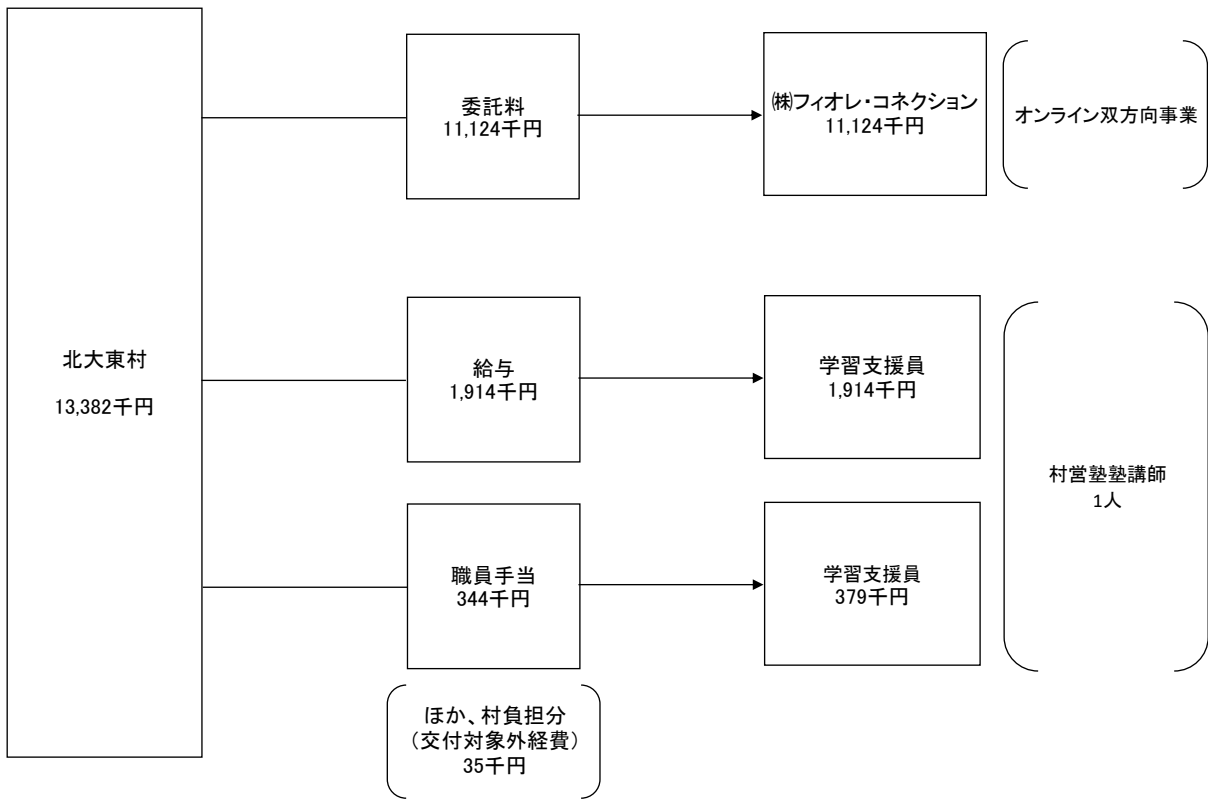 北大東村
13,382千円
委託料
11,124千円
㈱フィオレ・コネクション
11,124千円
オンライン双方向事業
給与
1,914千円
学習支援員
1,914千円
職員手当
344千円
学習支援員
379千円
村営塾塾講師
1人
ほか、村負担分
（交付対象外経費）
35千円